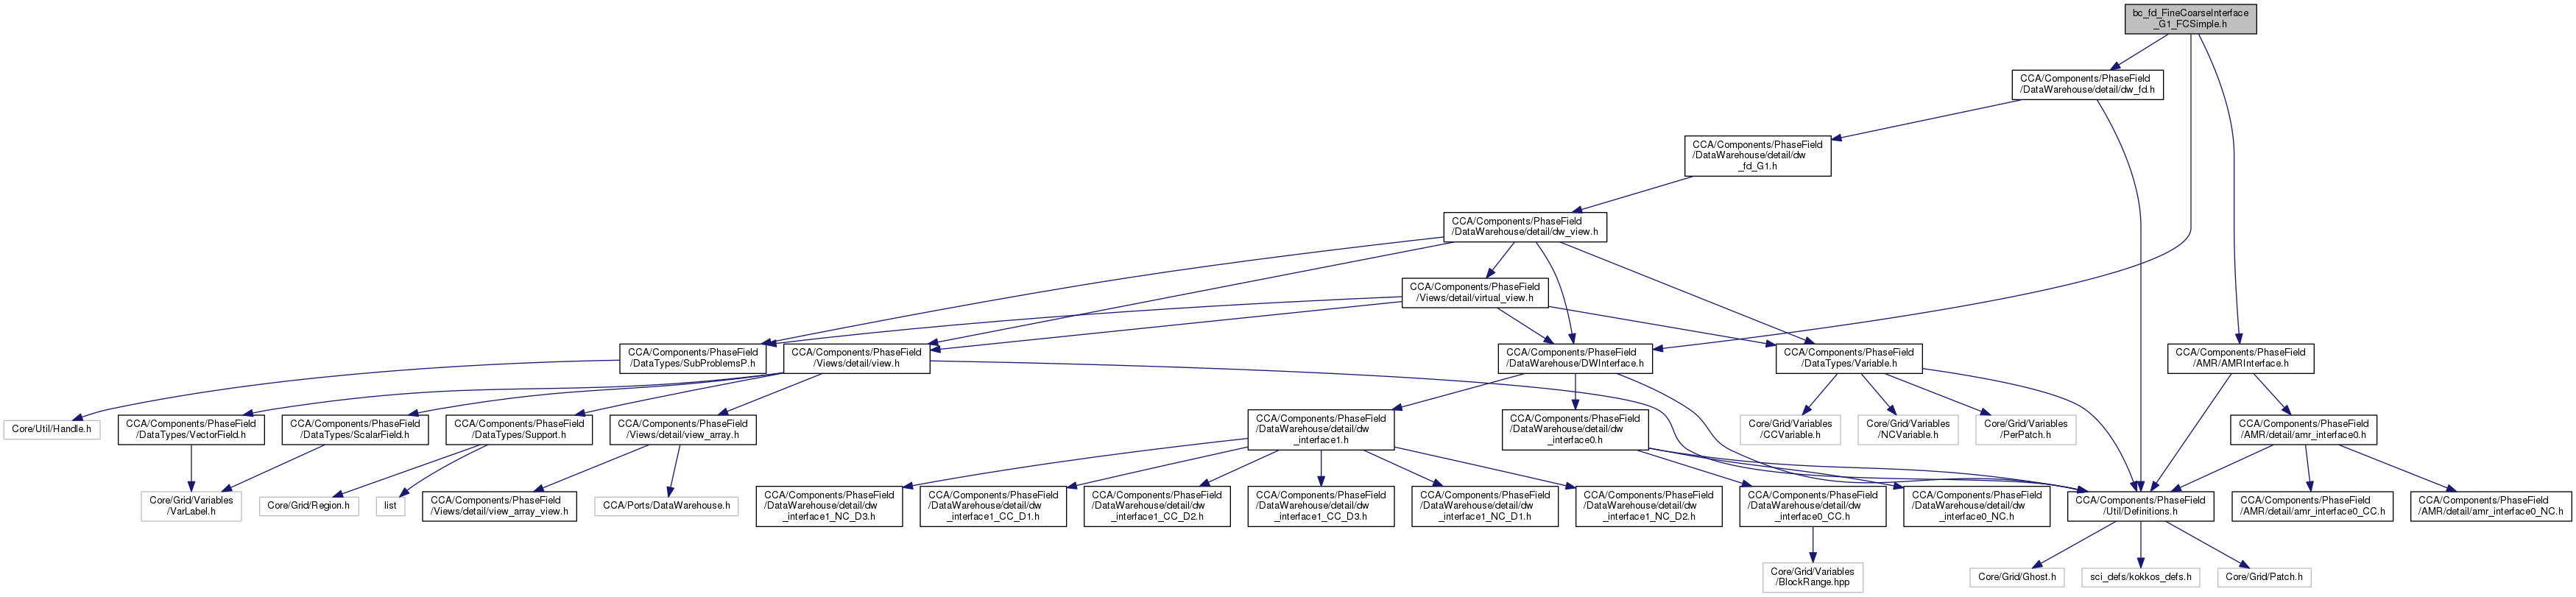 bc_fd_FineCoarseInterface
_G1_FCSimple.h
CCA/Components/PhaseField
/DataWarehouse/detail/dw_fd.h
CCA/Components/PhaseField
/DataWarehouse/detail/dw
_fd_G1.h
CCA/Components/PhaseField
/DataWarehouse/detail/dw_view.h
CCA/Components/PhaseField
/Views/detail/virtual_view.h
CCA/Components/PhaseField
/DataTypes/SubProblemsP.h
CCA/Components/PhaseField
/Views/detail/view.h
CCA/Components/PhaseField
/DataWarehouse/DWInterface.h
CCA/Components/PhaseField
/DataTypes/Variable.h
CCA/Components/PhaseField
/AMR/AMRInterface.h
Core/Util/Handle.h
CCA/Components/PhaseField
/DataTypes/VectorField.h
CCA/Components/PhaseField
/DataTypes/ScalarField.h
CCA/Components/PhaseField
/DataTypes/Support.h
CCA/Components/PhaseField
/Views/detail/view_array.h
CCA/Components/PhaseField
/DataWarehouse/detail/dw
_interface1.h
CCA/Components/PhaseField
/DataWarehouse/detail/dw
_interface0.h
Core/Grid/Variables
/CCVariable.h
Core/Grid/Variables
/NCVariable.h
Core/Grid/Variables
/PerPatch.h
CCA/Components/PhaseField
/AMR/detail/amr_interface0.h
Core/Grid/Variables
/VarLabel.h
Core/Grid/Region.h
list
CCA/Components/PhaseField
/Views/detail/view_array_view.h
CCA/Ports/DataWarehouse.h
CCA/Components/PhaseField
/DataWarehouse/detail/dw
_interface1_NC_D3.h
CCA/Components/PhaseField
/DataWarehouse/detail/dw
_interface1_CC_D1.h
CCA/Components/PhaseField
/DataWarehouse/detail/dw
_interface1_CC_D2.h
CCA/Components/PhaseField
/DataWarehouse/detail/dw
_interface1_CC_D3.h
CCA/Components/PhaseField
/DataWarehouse/detail/dw
_interface1_NC_D1.h
CCA/Components/PhaseField
/DataWarehouse/detail/dw
_interface1_NC_D2.h
CCA/Components/PhaseField
/DataWarehouse/detail/dw
_interface0_CC.h
CCA/Components/PhaseField
/DataWarehouse/detail/dw
_interface0_NC.h
CCA/Components/PhaseField
/Util/Definitions.h
CCA/Components/PhaseField
/AMR/detail/amr_interface0_CC.h
CCA/Components/PhaseField
/AMR/detail/amr_interface0_NC.h
Core/Grid/Variables
/BlockRange.hpp
Core/Grid/Ghost.h
sci_defs/kokkos_defs.h
Core/Grid/Patch.h